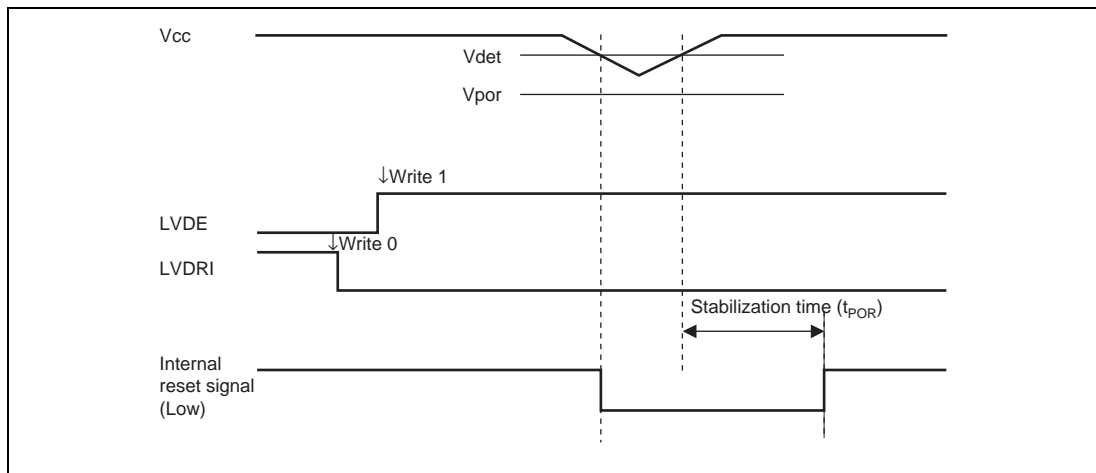 Vcc
Vdet
Vpor
↓Write 1
LVDE
↓Write 0
LVDRI
Stabilization time (tPOR)
Internal
reset signal
(Low)